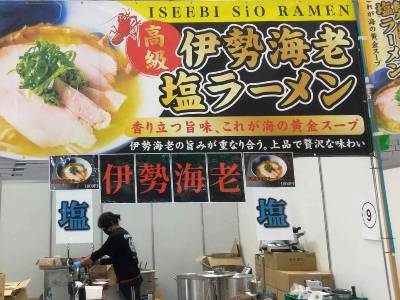 ISEEBI SiO RAMEN
高級
伊勢海老
塩ラーメン
香り立つ旨味、これが海の黄金スープ
伊勢海老の旨みが重なり合う、上品で贅沢な味わい
伊勢海老
塩
塩
9